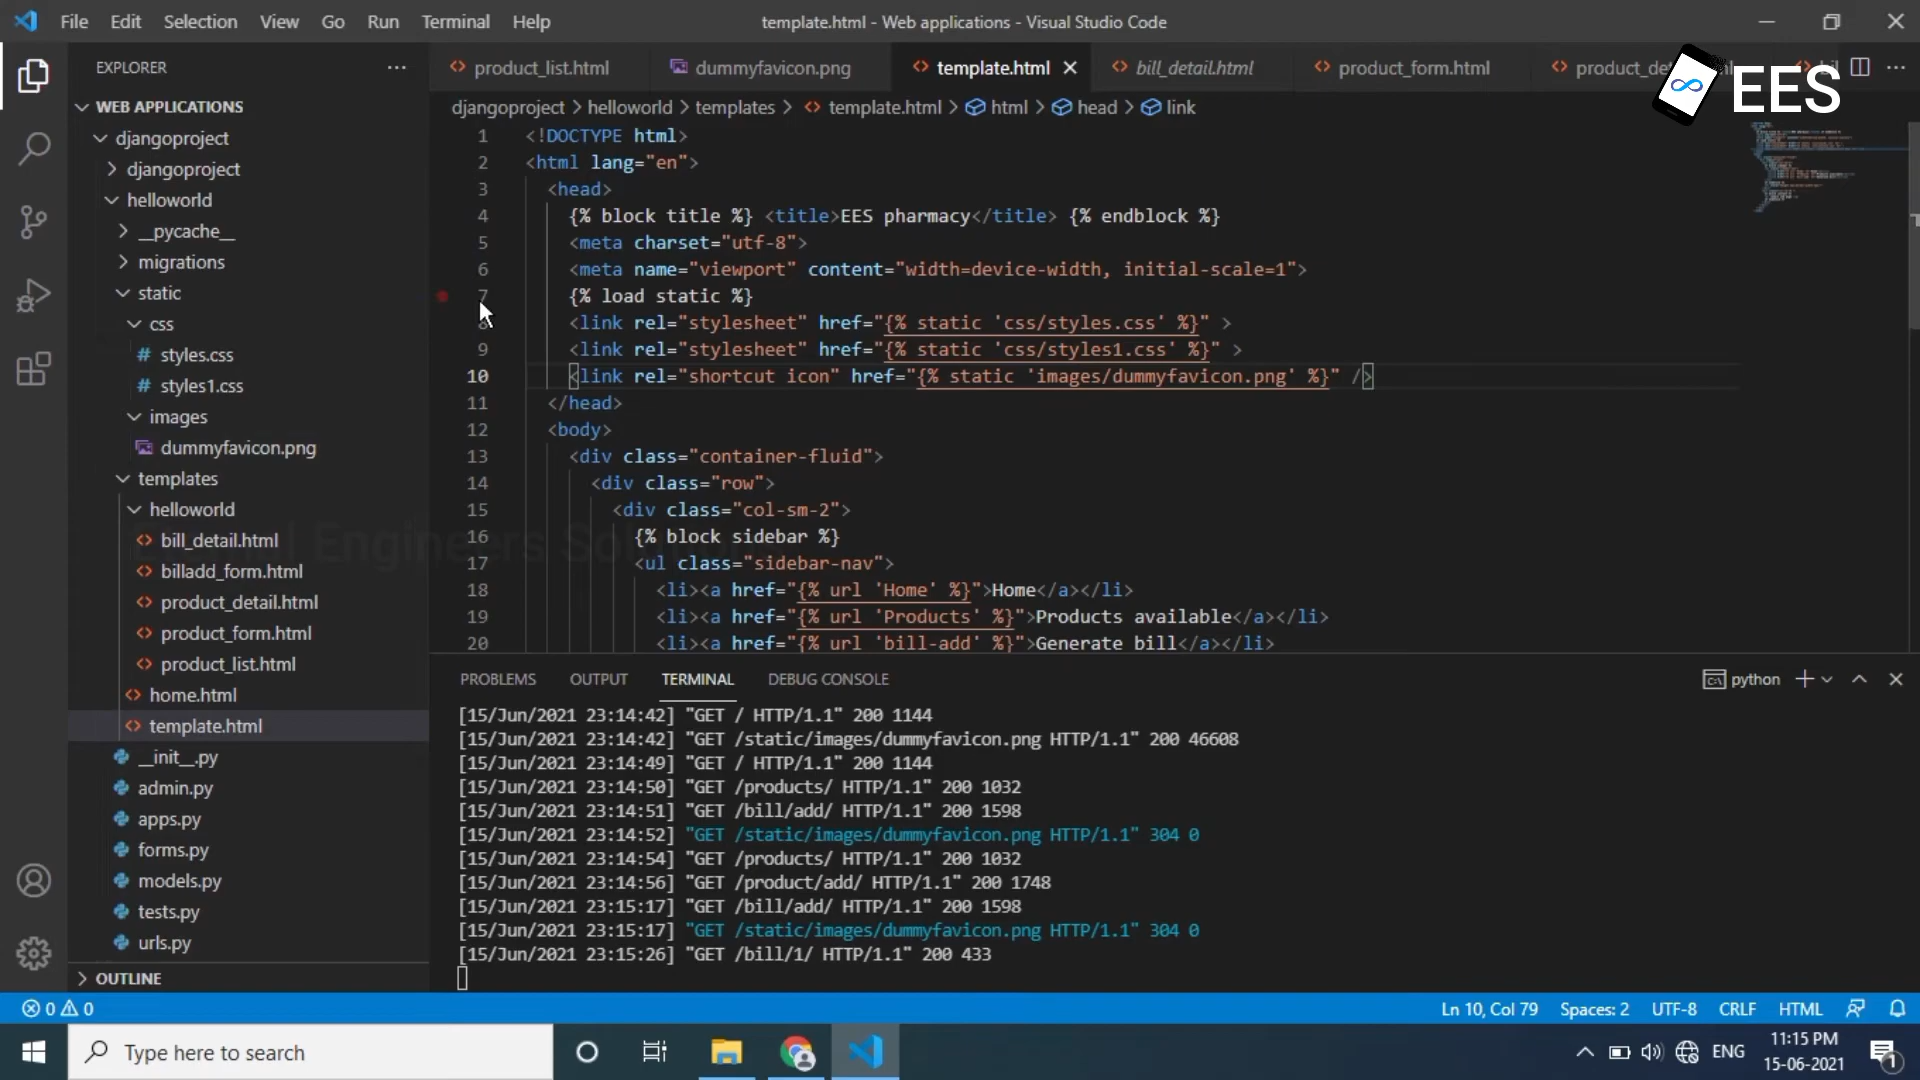 File Edit Selection View Go Run Terminal Help
template.html - Web applications - Visual Studio Code
EXPLORER
product_list.html
dummyfavicon.png
template.html
bill_detail.html
product_form.html
EES
WEB APPLICATIONS
djangoproject
djangoproject
helloworld
__pycache__
migrations
static
css
# styles.css
# styles1.css
images
dummyfavicon.png
templates
helloworld
bill_detail.html
billadd_form.html
product_detail.html
product_form.html
product_list.html
home.html
template.html
__init__.py
admin.py
apps.py
forms.py
models.py
tests.py
urls.py
OUTLINE
djangoproject > helloworld > templates > template.html > html > head > link
1 <!DOCTYPE html>
2 <html lang="en">
3 <head>
4 {% block title %} <title>EES pharmacy</title> {% endblock %}
5 <meta charset="utf-8">
6 <meta name="viewport" content="width=device-width, initial-scale=1">
7 {% load static %}
8 <link rel="stylesheet" href="{% static 'css/styles.css' %}" >
9 <link rel="stylesheet" href="{% static 'css/styles1.css' %}" >
10 <link rel="shortcut icon" href="{% static 'images/dummyfavicon.png' %}" />
11 </head>
12 <body>
13 <div class="container-fluid">
14 <div class="row">
15 <div class="col-sm-2">
16 {% block sidebar %}
17 <ul class="sidebar-nav">
18 <li><a href="{% url 'Home' %}">Home</a></li>
19 <li><a href="{% url 'Products' %}">Products available</a></li>
20 <li><a href="{% url 'bill-add' %}">Generate bill</a></li>
PROBLEMS OUTPUT TERMINAL DEBUG CONSOLE
python
[15/Jun/2021 23:14:42] "GET / HTTP/1.1" 200 1144
[15/Jun/2021 23:14:42] "GET /static/images/dummyfavicon.png HTTP/1.1" 200 46608
[15/Jun/2021 23:14:49] "GET / HTTP/1.1" 200 1144
[15/Jun/2021 23:14:50] "GET /products/ HTTP/1.1" 200 1032
[15/Jun/2021 23:14:51] "GET /bill/add/ HTTP/1.1" 200 1598
[15/Jun/2021 23:14:52] "GET /static/images/dummyfavicon.png HTTP/1.1" 304 0
[15/Jun/2021 23:14:54] "GET /products/ HTTP/1.1" 200 1032
[15/Jun/2021 23:14:56] "GET /product/add/ HTTP/1.1" 200 1748
[15/Jun/2021 23:15:17] "GET /bill/add/ HTTP/1.1" 200 1598
[15/Jun/2021 23:15:17] "GET /static/images/dummyfavicon.png HTTP/1.1" 304 0
[15/Jun/2021 23:15:26] "GET /bill/1/ HTTP/1.1" 200 433
0 0
Ln 10, Col 79 Spaces: 2 UTF-8 CRLF HTML
Type here to search
ENG
11:15 PM
15-06-2021
1